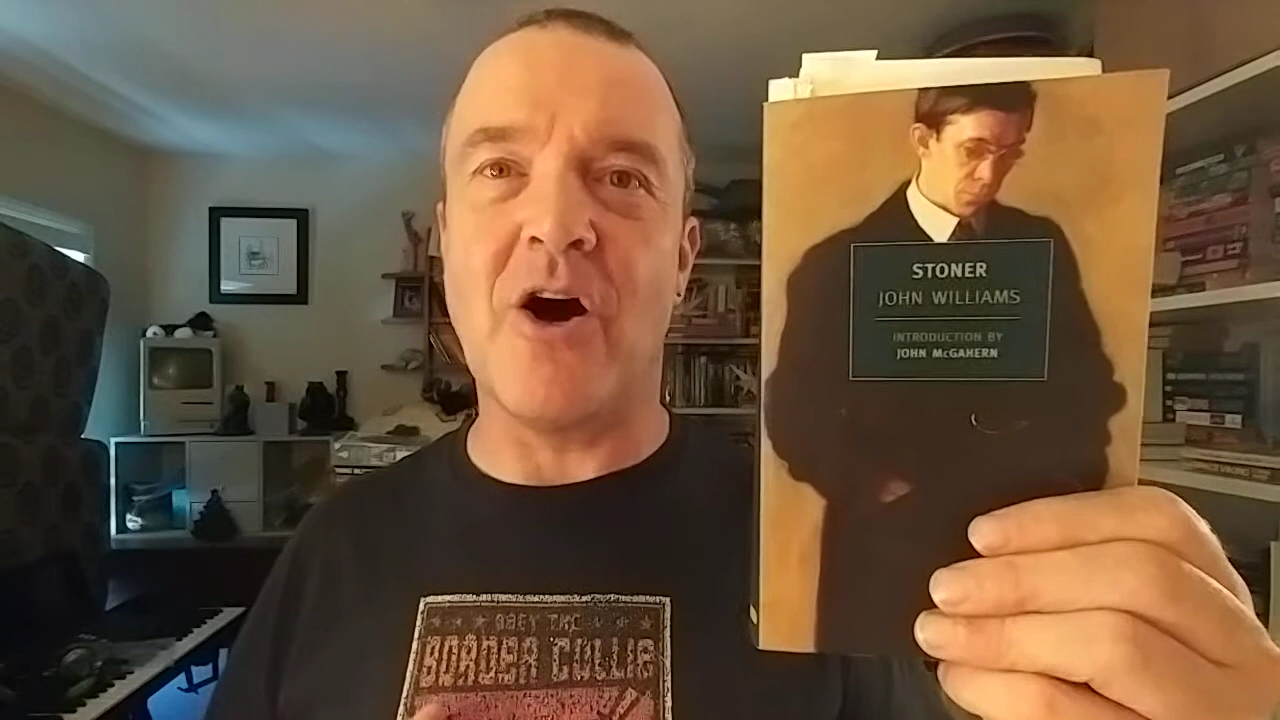 STONER
JOHN WILLIAMS
INTRODUCTION BY
JOHN McGAHERN
OBEY THE
BORDER COLLIE